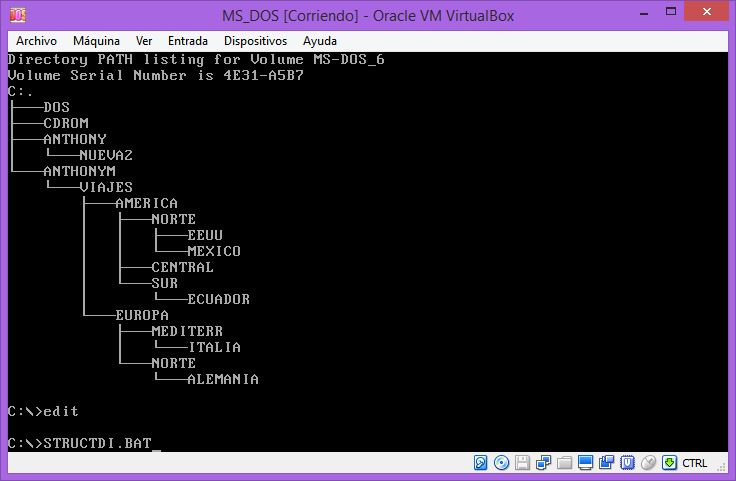 MS_DOS [Corriendo] - Oracle VM VirtualBox
Archivo Máquina Ver Entrada Dispositivos Ayuda
Directory PATH listing for Volume MS-DOS_6
Volume Serial Number is 4E31-A5B7
C:.
├───DOS
├───CDROM
├───ANTHONY
│   └───NUEVA2
└───ANTHONYM
    └───VIAJES
        ├───AMERICA
        │   ├───NORTE
        │   │   ├───EEUU
        │   │   └───MEXICO
        │   ├───CENTRAL
        │   └───SUR
        │       └───ECUADOR
        └───EUROPA
            ├───MEDITERR
            │   └───ITALIA
            └───NORTE
                └───ALEMANIA
C:\>edit
C:\>STRUCTDI.BAT_
CTRL